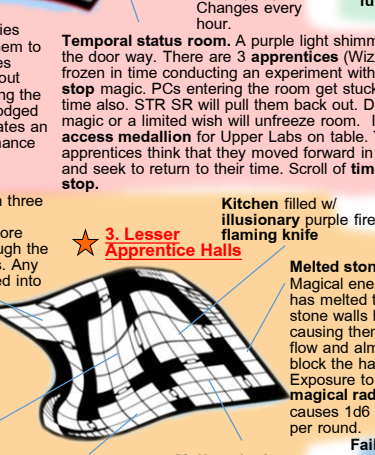 Changes every
hour.
Temporal status room. A purple light shimm
the door way. There are 3 apprentices (Wiz
frozen in time conducting an experiment with
stop magic. PCs entering the room get stuck
time also. STR SR will pull them back out. D
magic or a limited wish will unfreeze room. I
access medallion for Upper Labs on table.
apprentices think that they moved forward in
and seek to return to their time. Scroll of tim
stop.
ies
em to
es
out
ng the
odged
ates an
nance
n three
ore
ugh the
s. Any
ed into
3. Lesser
Apprentice Halls
Kitchen filled w/
illusionary purple fire
flaming knife
Melted ston
Magical ene
has melted t
stone walls
causing ther
flow and alm
block the ha
Exposure to
magical rad
causes 1d6
per round.
Fail